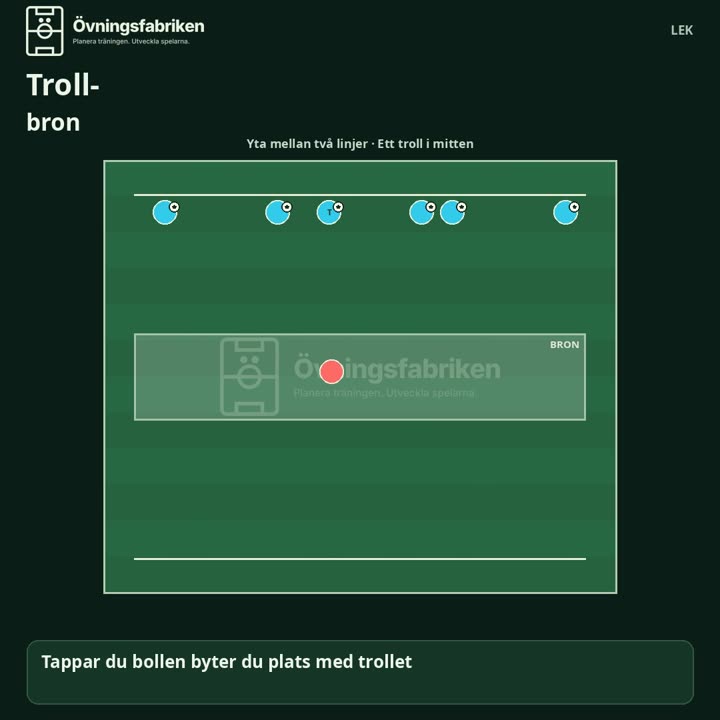 Övningsfabriken
Planera träningen. Utveckla spelarna.
LEK
Troll-
bron
Yta mellan två linjer · Ett troll i mitten
T
BRON
Övningsfabriken
Planera träningen. Utveckla spelarna.
Tappar du bollen byter du plats med trollet